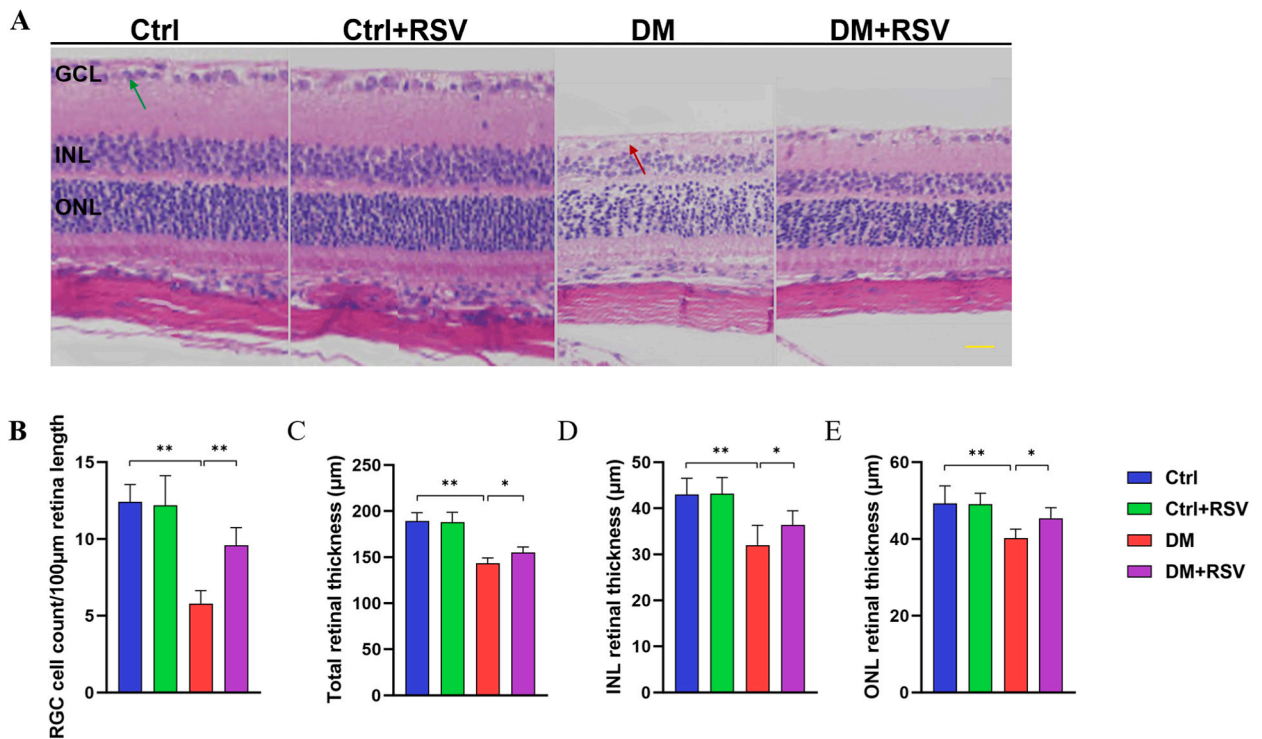 A
Ctrl
Ctrl+RSV
DM
DM+RSV
GCL
INL
ONL
B
RGC cell count/100μm retina length
15
10
5
0
** **
C
Total retinal thickness (μm)
250
200
150
100
50
0
** *
D
INL retinal thickness (μm)
50
40
30
20
10
0
** *
E
ONL retinal thickness (μm)
60
40
20
0
** *
Ctrl
Ctrl+RSV
DM
DM+RSV